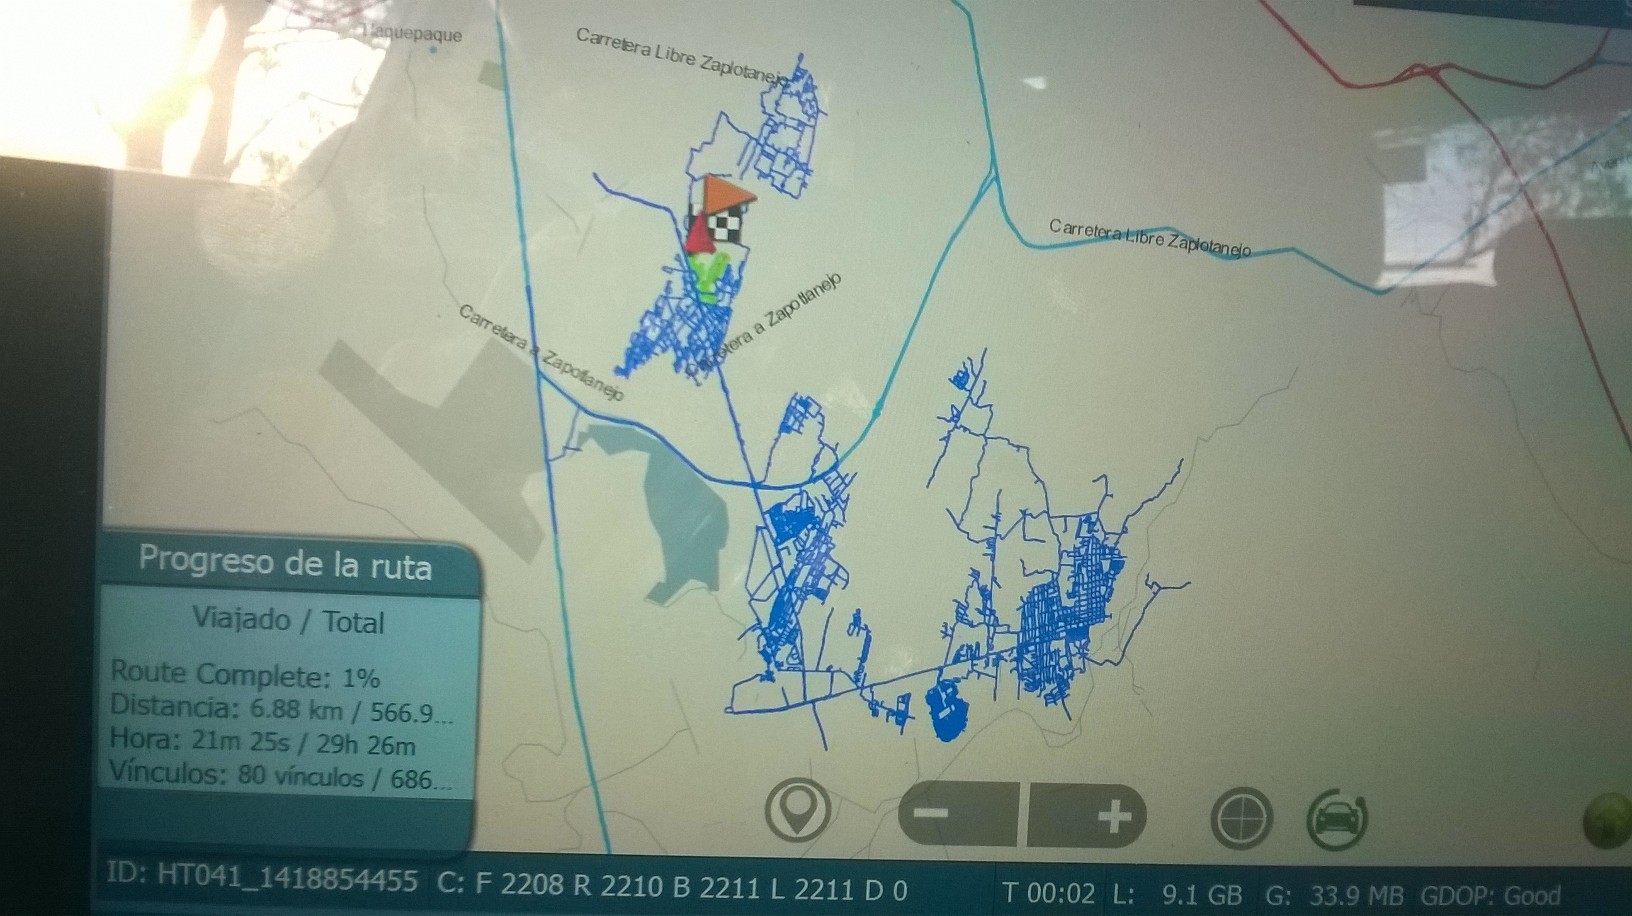 Tlaquepaque
Carretera Libre Zaplotanejo
Carretera Libre Zaplotanejo
Carretera a Zapotlanejo
Carretera a Zapotlanejo
Progreso de la ruta
Viajado / Total
Route Complete: 1%
Distancia: 6.88 km / 566.9...
Hora: 21m 25s / 29h 26m
Vínculos: 80 vínculos / 686...
ID: HT041_1418854455 C: F 2208 R 2210 B 2211 L 2211 D 0 T 00:02 L: 9.1 GB G: 33.9 MB GDOP: Good